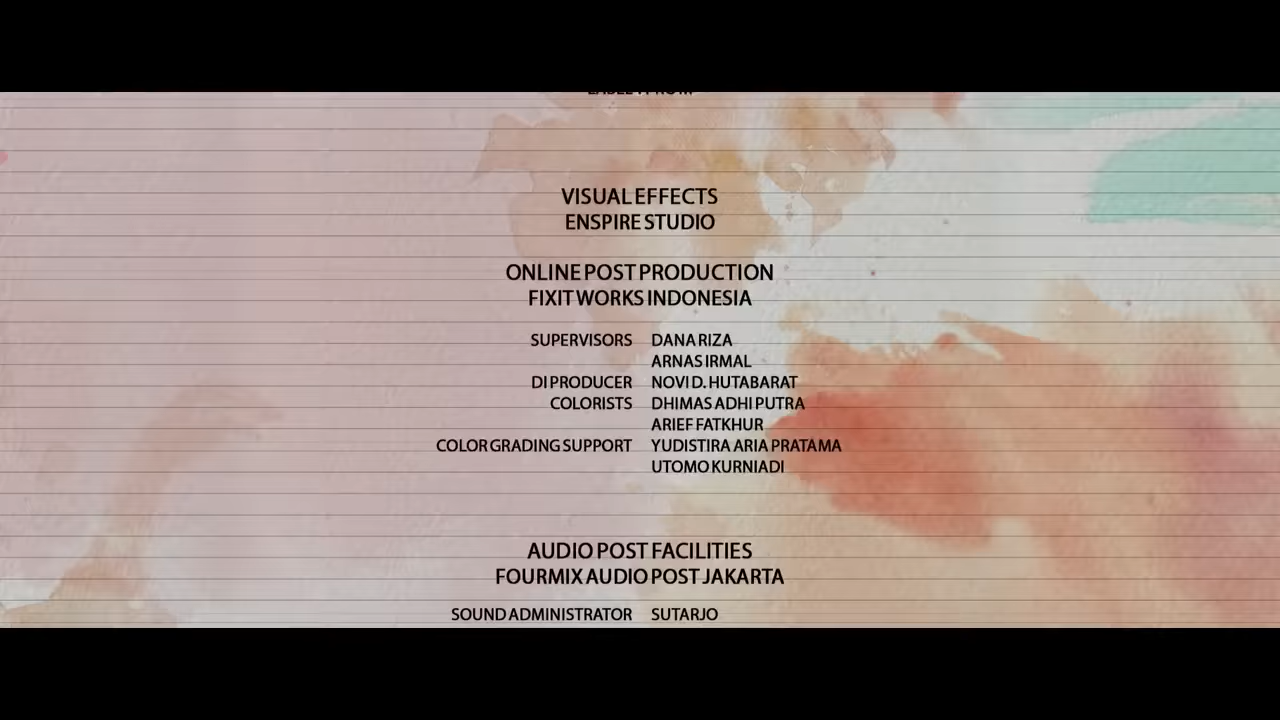 VISUAL EFFECTS
ENSPIRE STUDIO
ONLINE POST PRODUCTION
FIXIT WORKS INDONESIA
SUPERVISORS DANA RIZA
ARNAS IRMAL
DI PRODUCER NOVI D. HUTABARAT
COLORISTS DHIMAS ADHI PUTRA
ARIEF FATKHUR
COLOR GRADING SUPPORT YUDISTIRA ARIA PRATAMA
UTOMO KURNIADI
AUDIO POST FACILITIES
FOURMIX AUDIO POST JAKARTA
SOUND ADMINISTRATOR SUTARJO